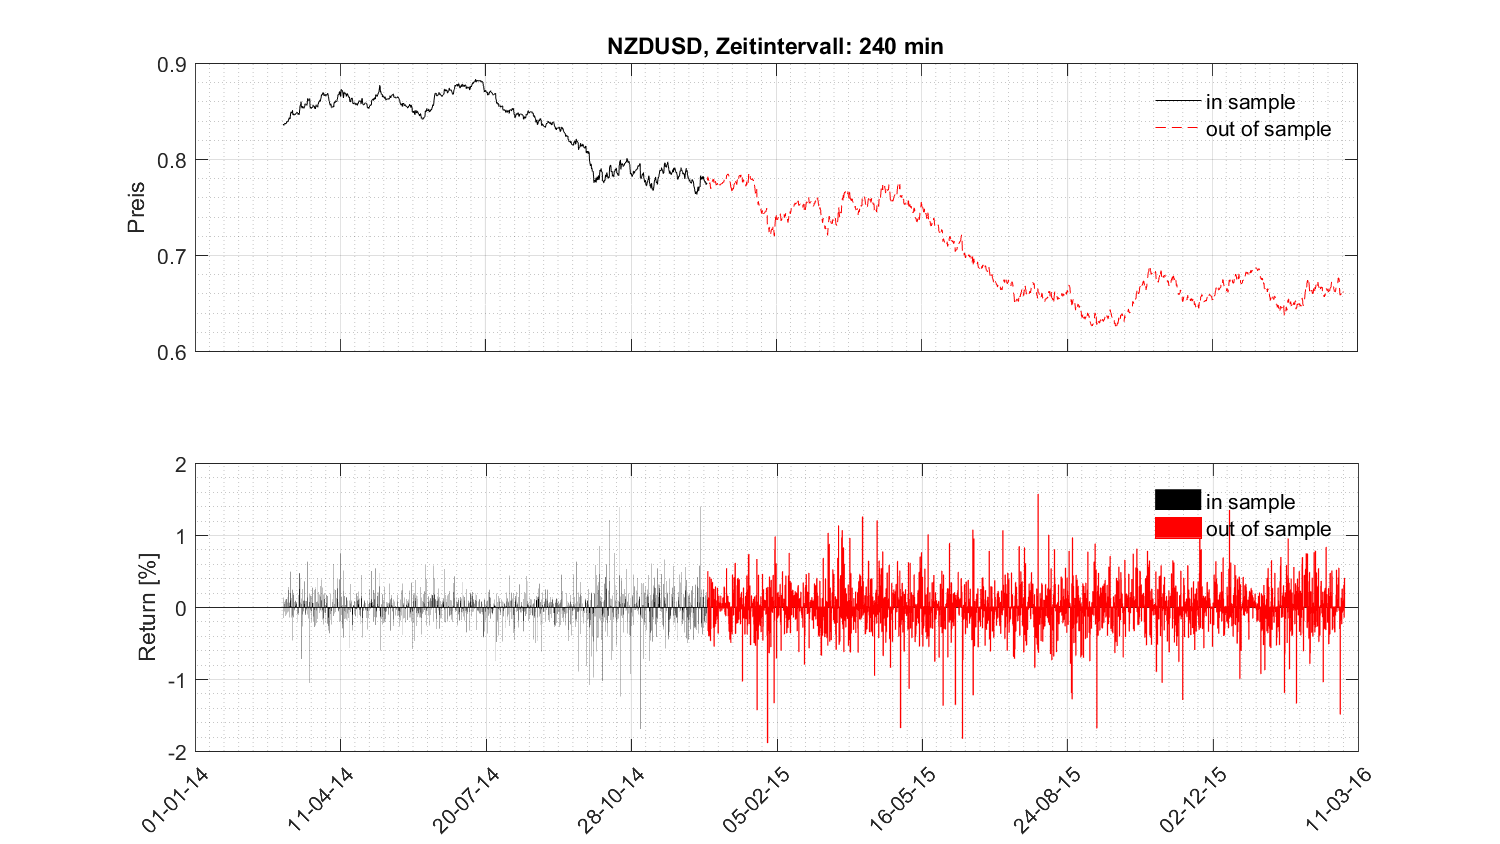 NZDUSD, Zeitintervall: 240 min
0.9
0.8
0.7
0.6
Preis
in sample
out of sample
2
1
0
-1
-2
Return [%]
in sample
out of sample
01-01-14
11-04-14
20-07-14
28-10-14
05-02-15
16-05-15
24-08-15
02-12-15
11-03-16